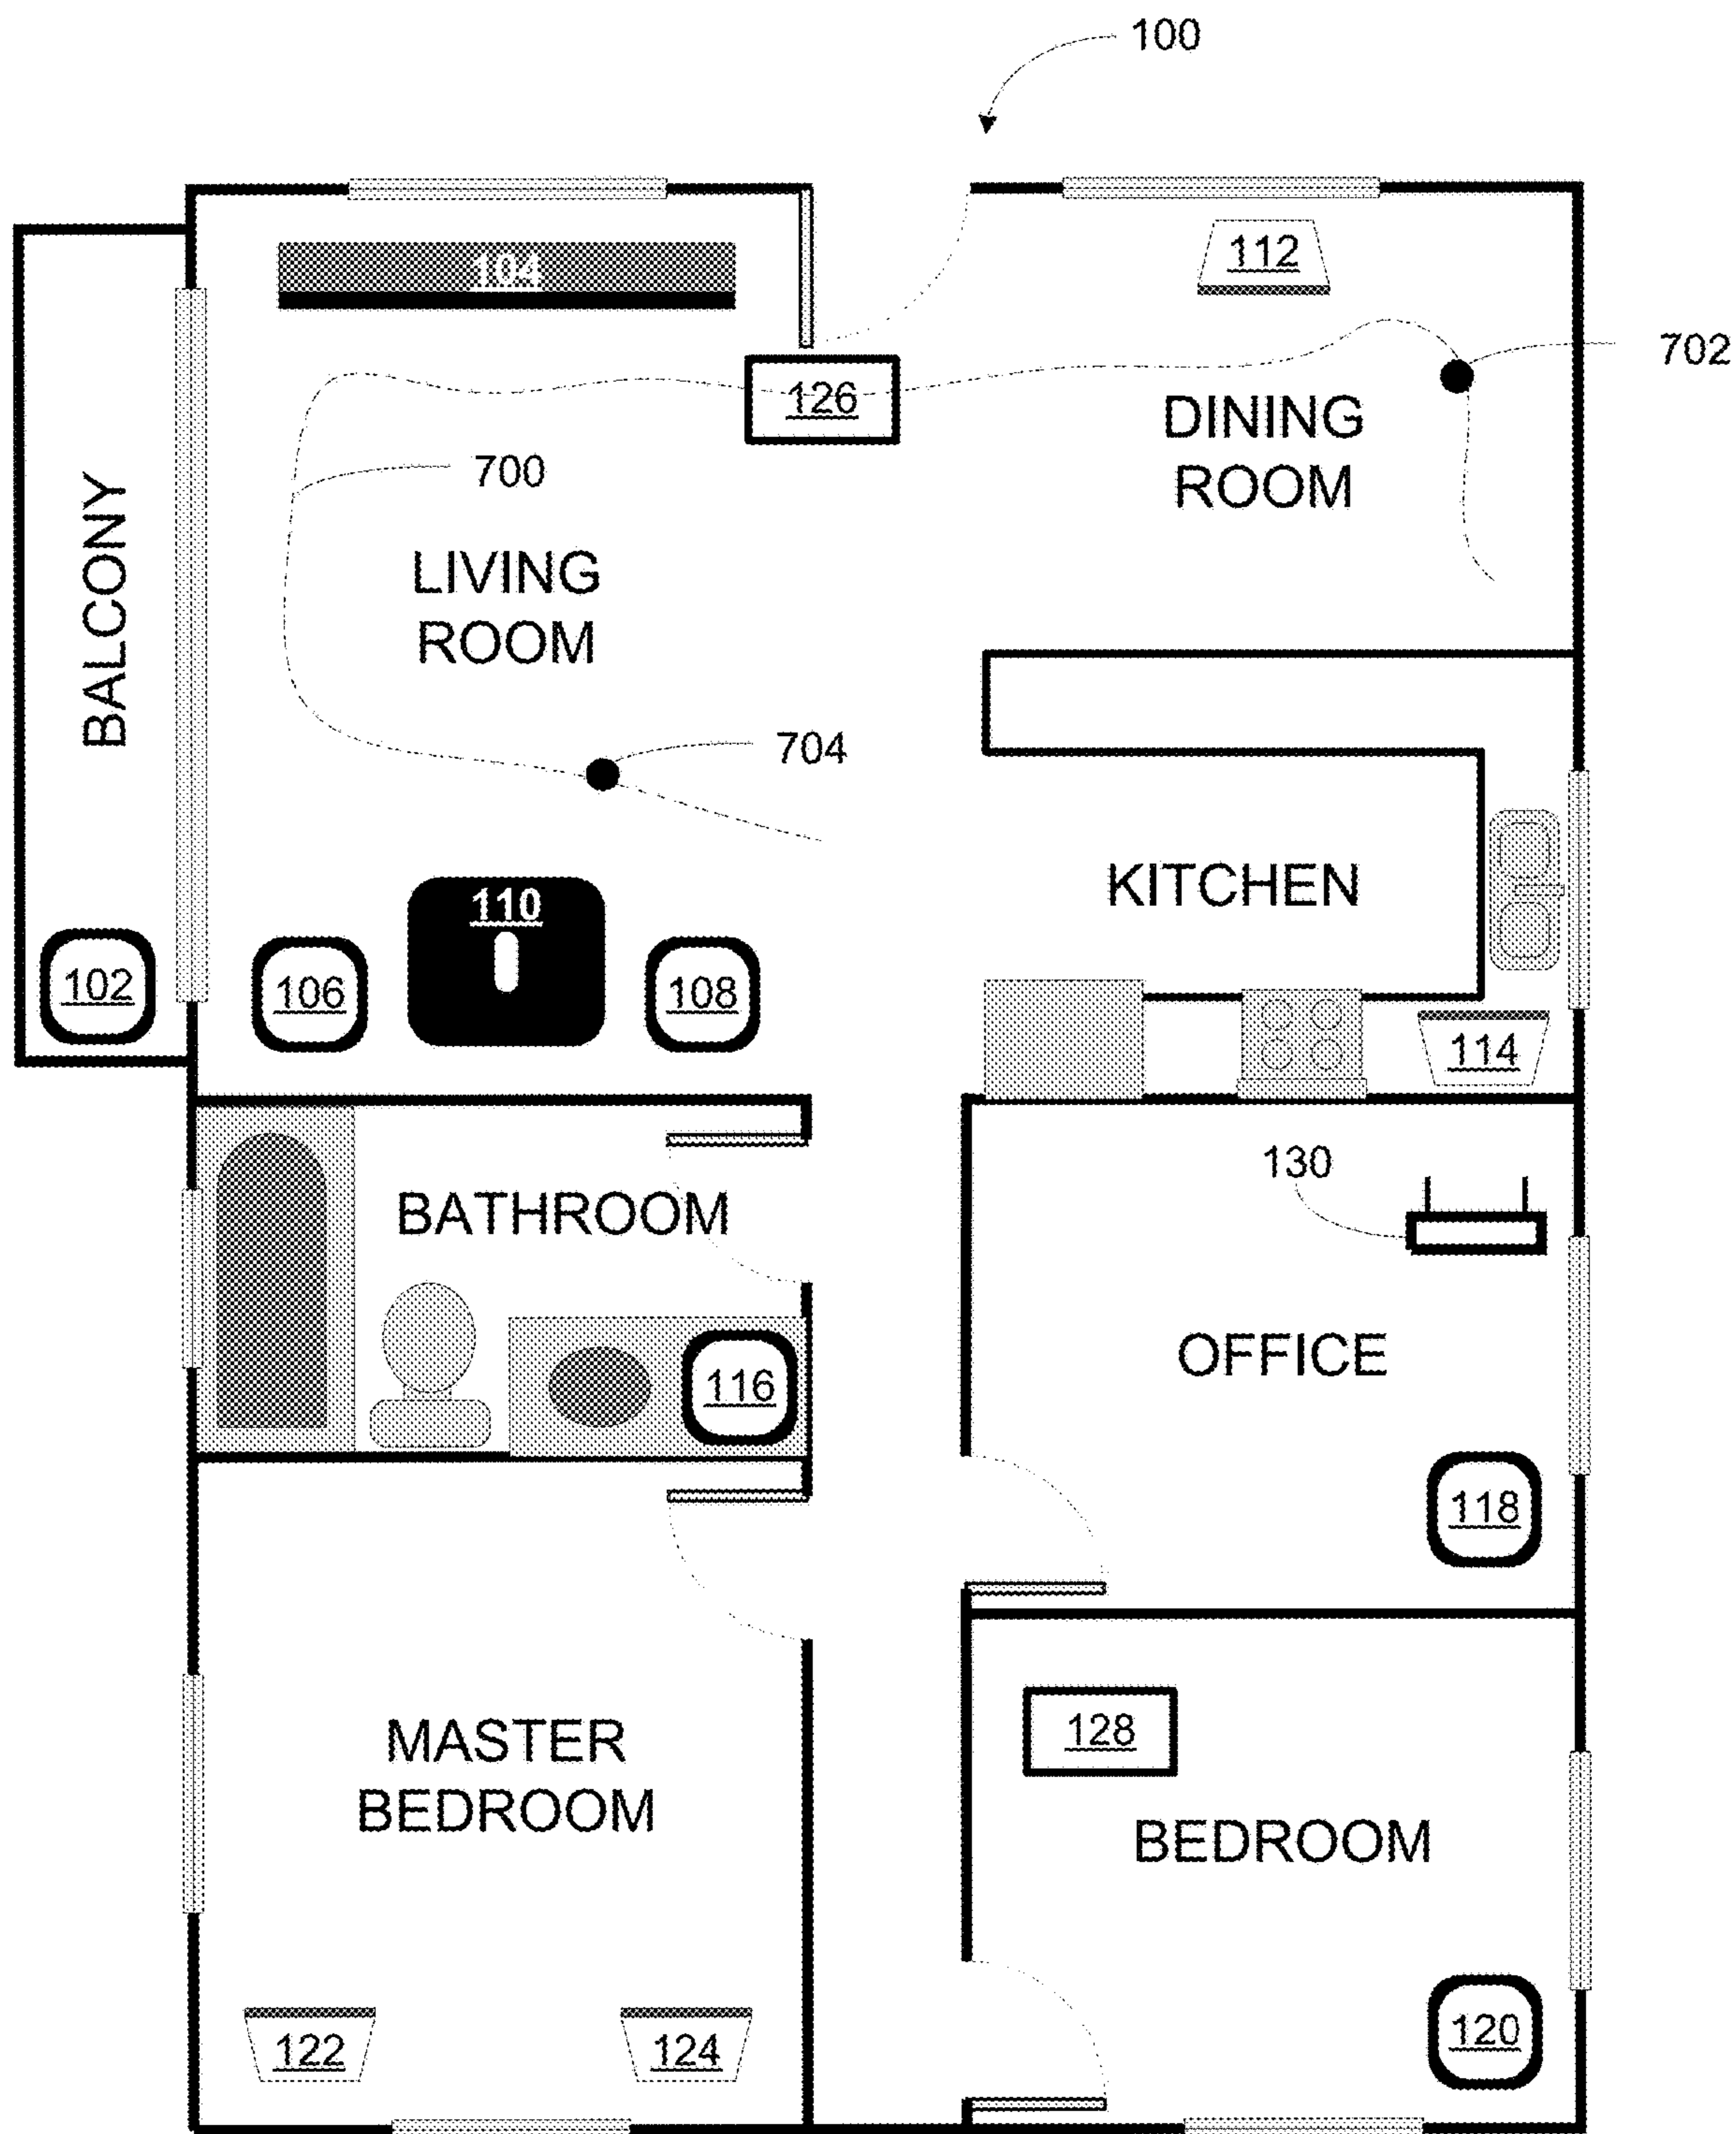 100
104
112
702
126
DINING
ROOM
700
BALCONY
LIVING
ROOM
704
KITCHEN
110
102
106
108
114
130
BATHROOM
OFFICE
116
118
128
MASTER
BEDROOM
BEDROOM
122
124
120